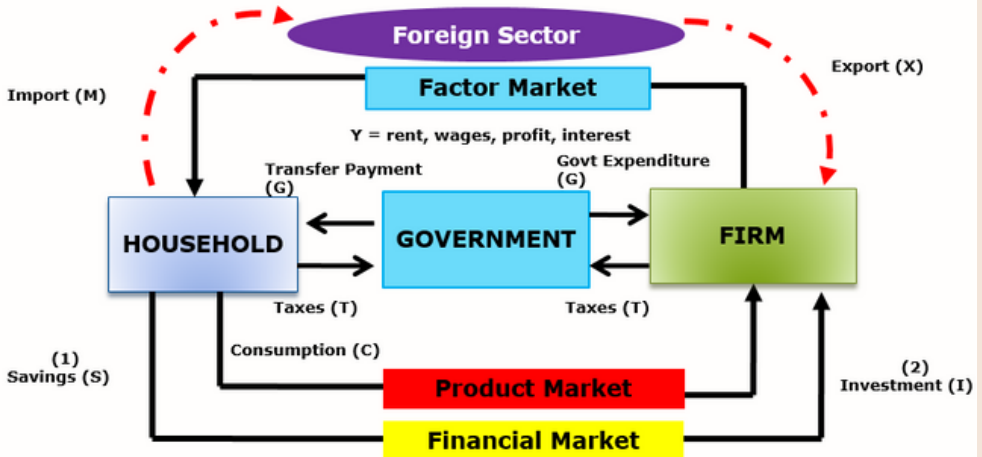 Foreign Sector
Export (X)
Import (M)
Factor Market
Y = rent, wages, profit, interest
Transfer Payment
(G)
Govt Expenditure
(G)
HOUSEHOLD
GOVERNMENT
FIRM
Taxes (T)
Taxes (T)
Consumption (C)
(1)
Savings (S)
(2)
Investment (I)
Product Market
Financial Market